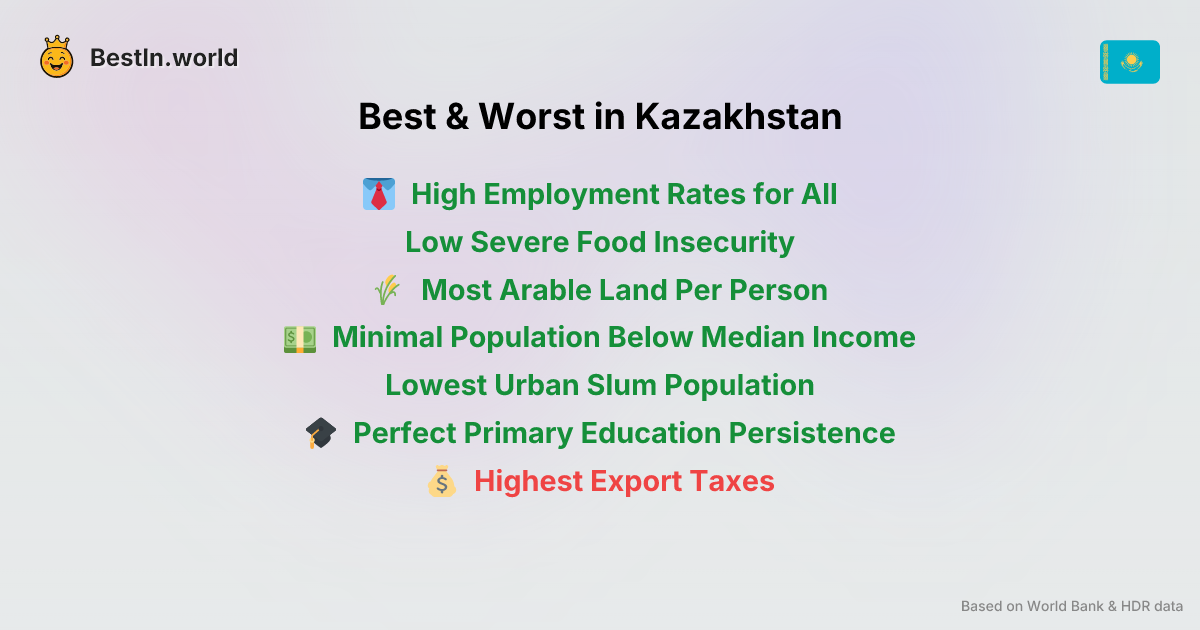 BestIn.world
Best & Worst in Kazakhstan
High Employment Rates for All
Low Severe Food Insecurity
Most Arable Land Per Person
Minimal Population Below Median Income
Lowest Urban Slum Population
Perfect Primary Education Persistence
Highest Export Taxes
Based on World Bank & HDR data